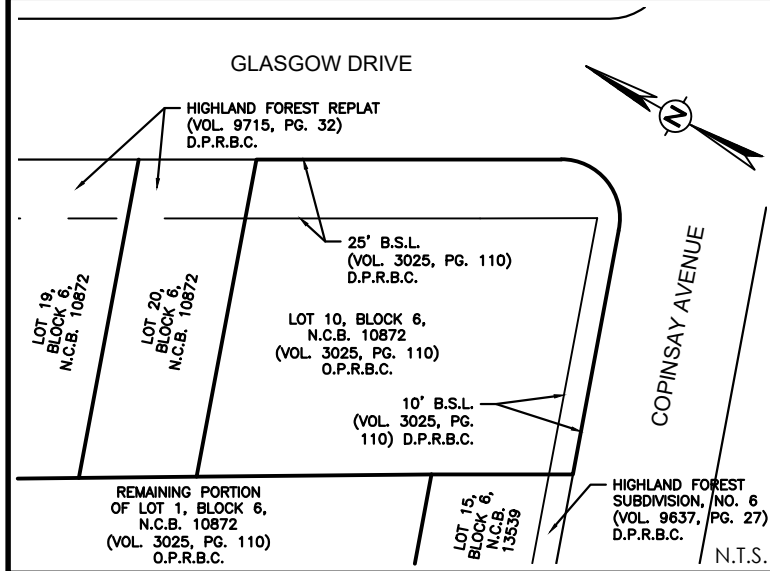 GLASGOW DRIVE
HIGHLAND FOREST REPLAT
(VOL. 9715, PG. 32)
D.P.R.B.C.
N
25' B.S.L.
(VOL. 3025, PG. 110)
D.P.R.B.C.
LOT 19,
BLOCK 6,
N.C.B. 10872
LOT 20,
BLOCK 6,
N.C.B. 10872
LOT 10, BLOCK 6,
N.C.B. 10872
(VOL. 3025, PG. 110)
O.P.R.B.C.
COPINSAY AVENUE
10' B.S.L.
(VOL. 3025, PG.
110) D.P.R.B.C.
REMAINING PORTION
OF LOT 1, BLOCK 6,
N.C.B. 10872
(VOL. 3025, PG. 110)
O.P.R.B.C.
LOT 15,
BLOCK 6,
N.C.B.
13539
HIGHLAND FOREST
SUBDIVISION, NO. 6
(VOL. 9637, PG. 27)
D.P.R.B.C.
N.T.S.